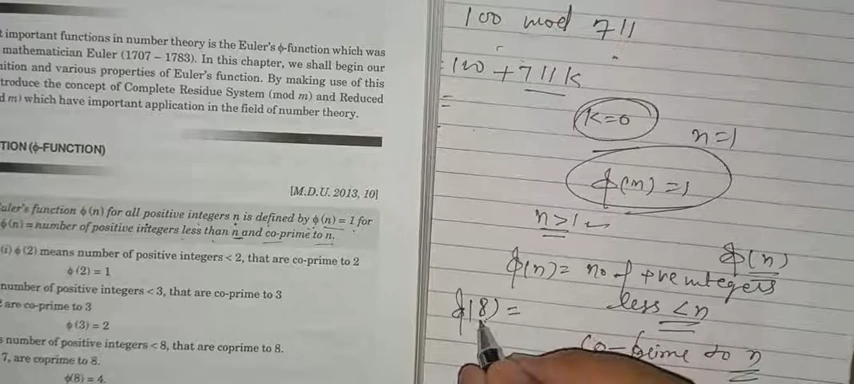 t important functions in number theory is the Euler's ϕ-function which was
mathematician Euler (1707 – 1783). In this chapter, we shall begin our
nition and various properties of Euler's function. By making use of this
troduce the concept of Complete Residue System (mod m) and Reduced
d m) which have important application in the field of number theory.
TION (ϕ-FUNCTION)
[M.D.U. 2013, 10]
Euler's function ϕ (n) for all positive integers n is defined by ϕ (n) = 1 for
ϕ (n) = number of positive integers less than n and co-prime to n.
(i) ϕ (2) means number of positive integers < 2, that are co-prime to 2
ϕ (2) = 1
number of positive integers < 3, that are co-prime to 3
are co-prime to 3
ϕ (3) = 2
s number of positive integers < 8, that are coprime to 8.
7, are coprime to 8.
ϕ(8) = 4.
100 mod 711
100 + 711K
K=0
n=1
ϕ(n) = 1
n>1
ϕ(n)
ϕ(n) = no of +ve integers
less < n
ϕ(8) =
co-prime to n